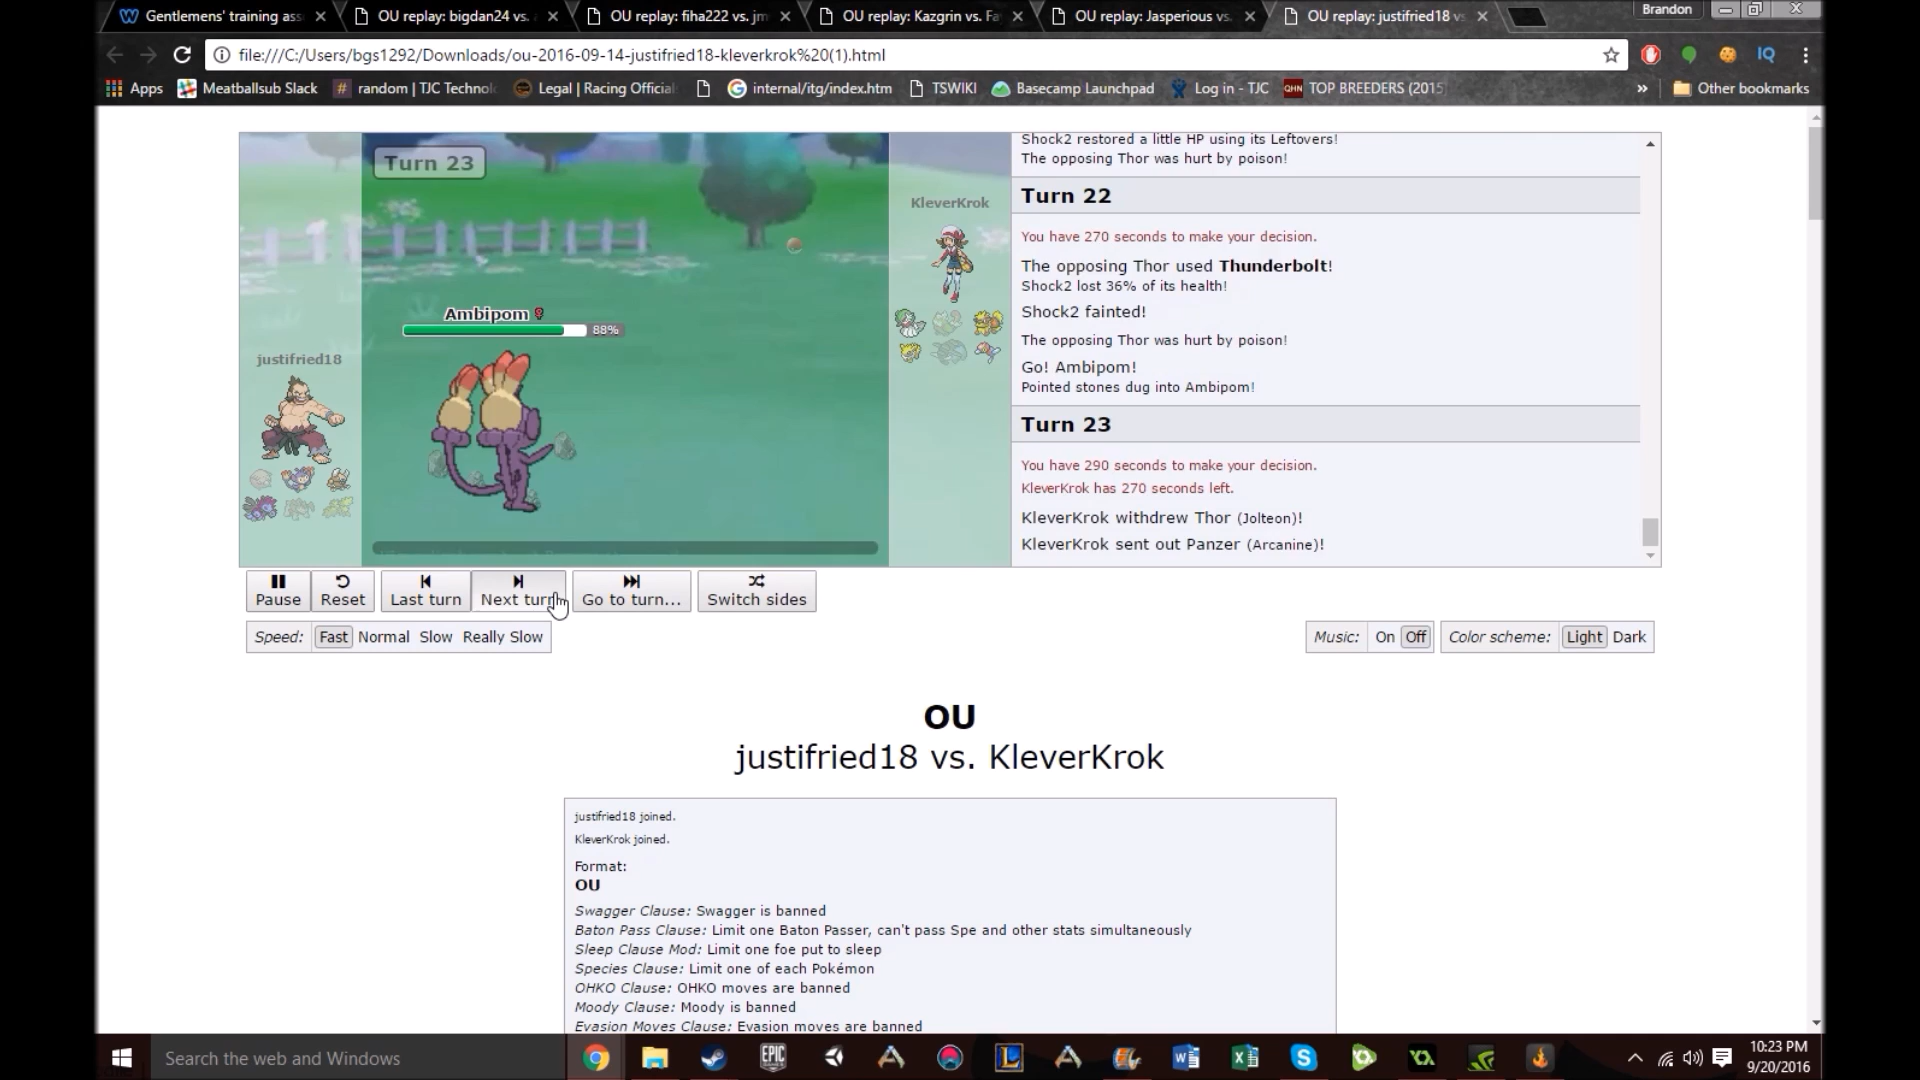 Gentlemens' training ass
OU replay: bigdan24 vs.
OU replay: fiha222 vs. jm
OU replay: Kazgrin vs. Fa
OU replay: Jasperious vs.
OU replay: justifried18 vs
Brandon
file:///C:/Users/bgs1292/Downloads/ou-2016-09-14-justifried18-kleverkrok%20(1).html
IQ
Apps
Meatballsub Slack
random | TJC Technol
Legal | Racing Official
internal/itg/index.htm
TSWIKI
Basecamp Launchpad
Log in - TJC
TOP BREEDERS (2015
Other bookmarks
Turn 23
KleverKrok
Ambipom
88%
justifried18
Shock2 restored a little HP using its Leftovers!
The opposing Thor was hurt by poison!
Turn 22
You have 270 seconds to make your decision.
The opposing Thor used Thunderbolt!
Shock2 lost 36% of its health!
Shock2 fainted!
The opposing Thor was hurt by poison!
Go! Ambipom!
Pointed stones dug into Ambipom!
Turn 23
You have 290 seconds to make your decision.
KleverKrok has 270 seconds left.
KleverKrok withdrew Thor (Jolteon)!
KleverKrok sent out Panzer (Arcanine)!
Pause
Reset
Last turn
Next turn
Go to turn...
Switch sides
Speed: Fast Normal Slow Really Slow
Music: On Off
Color scheme: Light Dark
OU
justifried18 vs. KleverKrok
justifried18 joined.
KleverKrok joined.
Format:
OU
Swagger Clause: Swagger is banned
Baton Pass Clause: Limit one Baton Passer, can't pass Spe and other stats simultaneously
Sleep Clause Mod: Limit one foe put to sleep
Species Clause: Limit one of each Pokémon
OHKO Clause: OHKO moves are banned
Moody Clause: Moody is banned
Evasion Moves Clause: Evasion moves are banned
Search the web and Windows
EPIC
GAMES
10:23 PM
9/20/2016